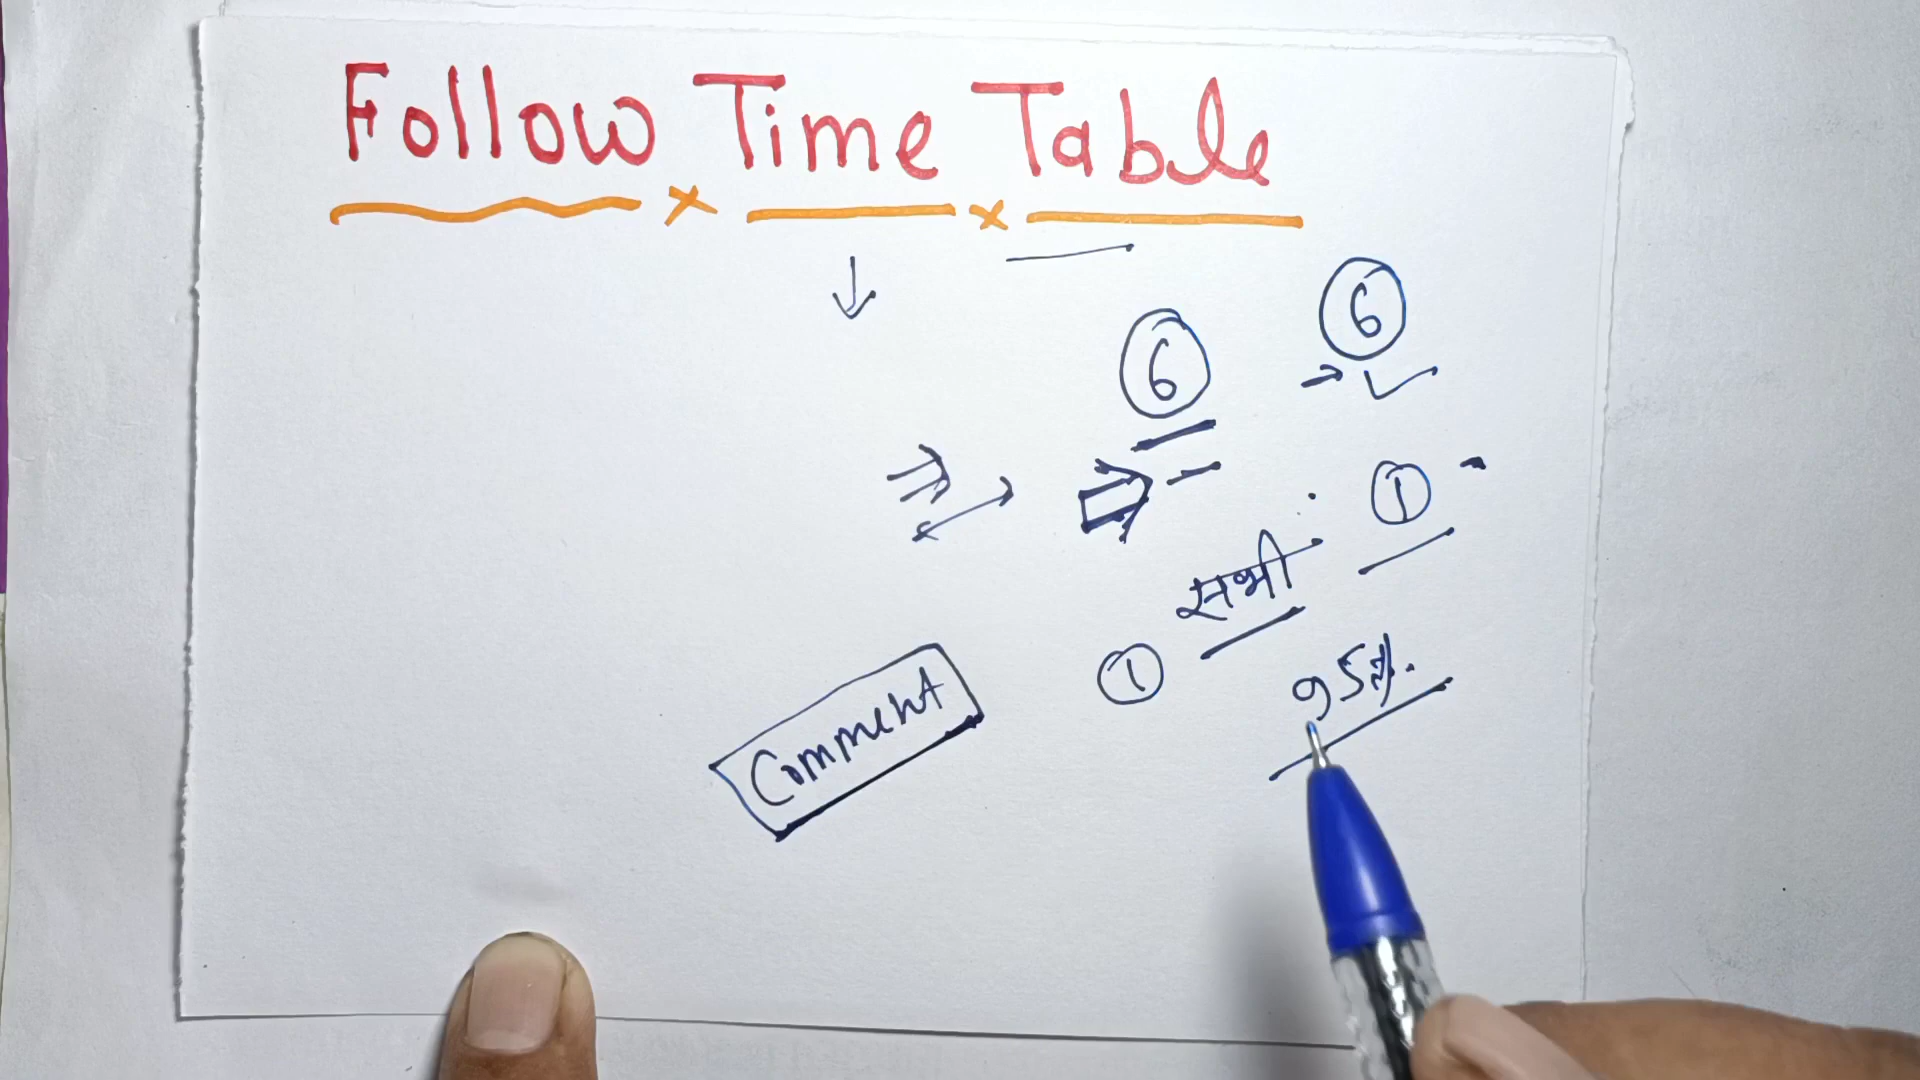 Follow Time Table
6
6
1
सभी
1
95%.
Comment